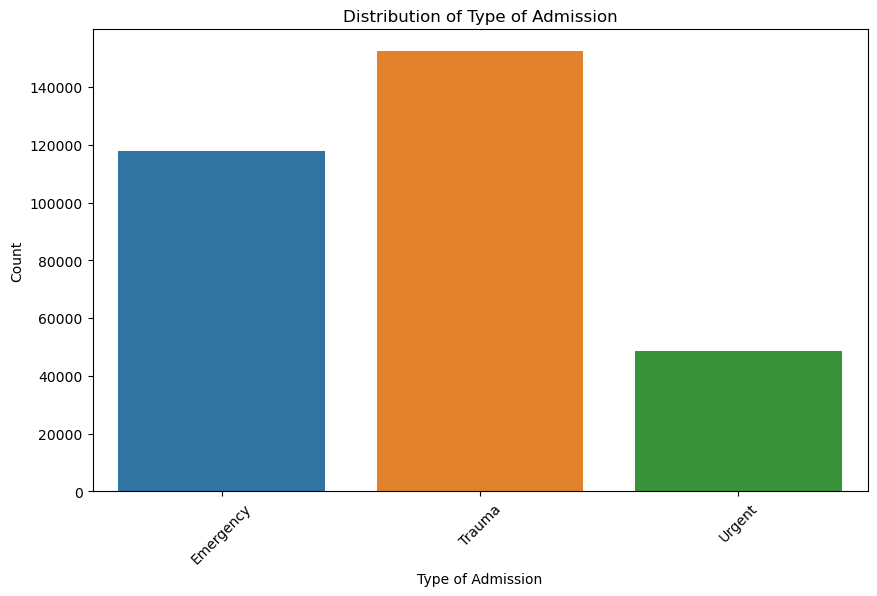 Distribution of Type of Admission
140000
120000
100000
80000
60000
40000
20000
0
Count
Emergency
Trauma
Urgent
Type of Admission